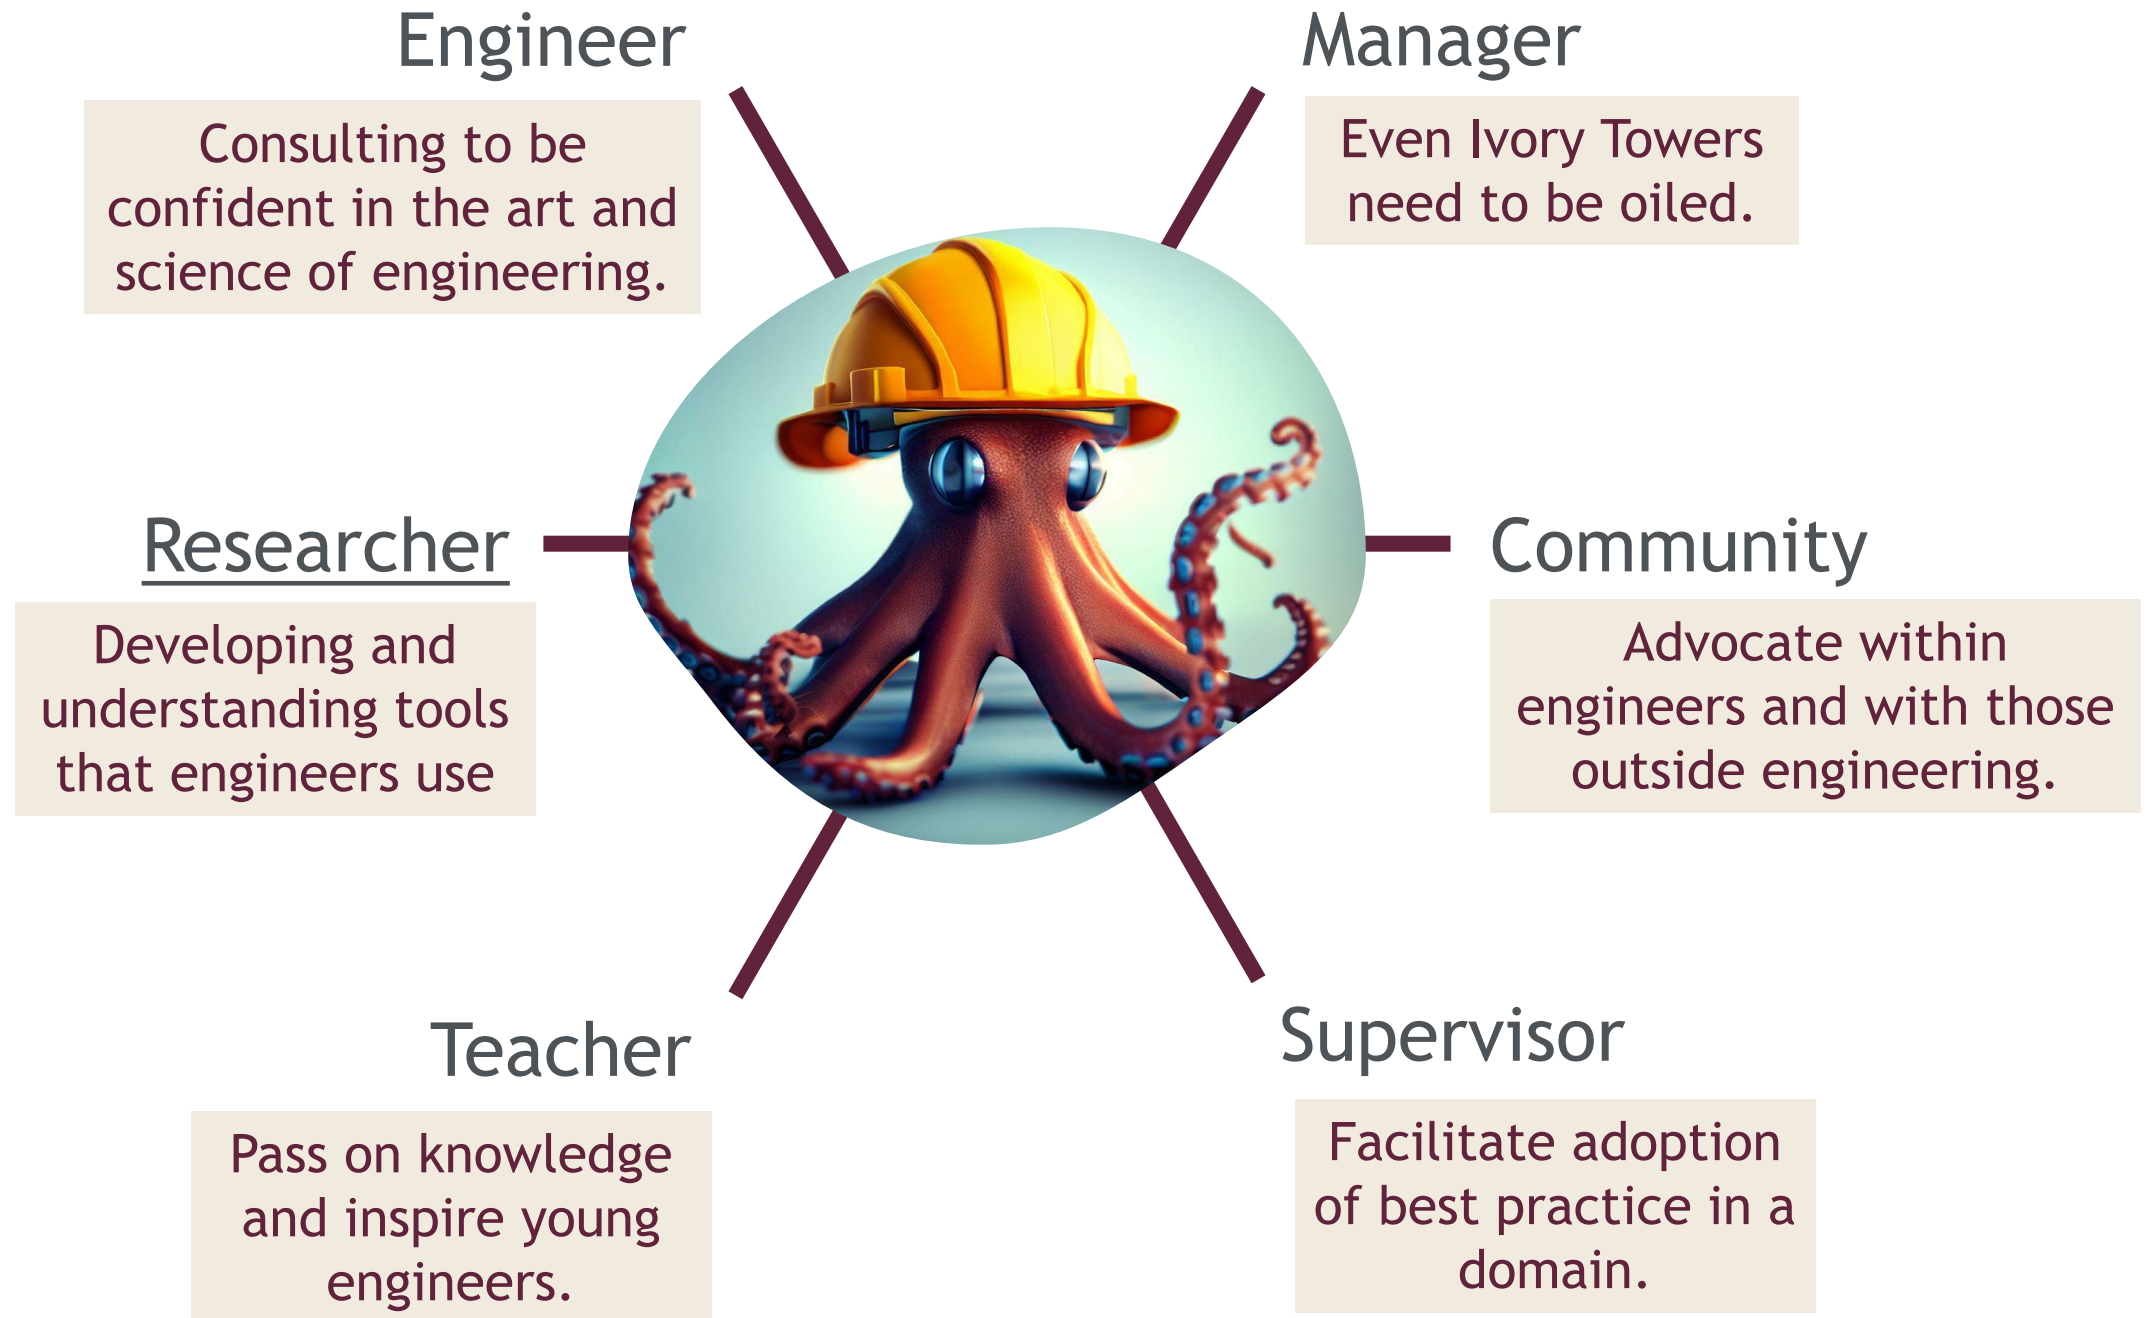 Engineer
Consulting to be
confident in the art and
science of engineering.
Manager
Even Ivory Towers
need to be oiled.
Researcher
Developing and
understanding tools
that engineers use
Community
Advocate within
engineers and with those
outside engineering.
Teacher
Pass on knowledge
and inspire young
engineers.
Supervisor
Facilitate adoption
of best practice in a
domain.